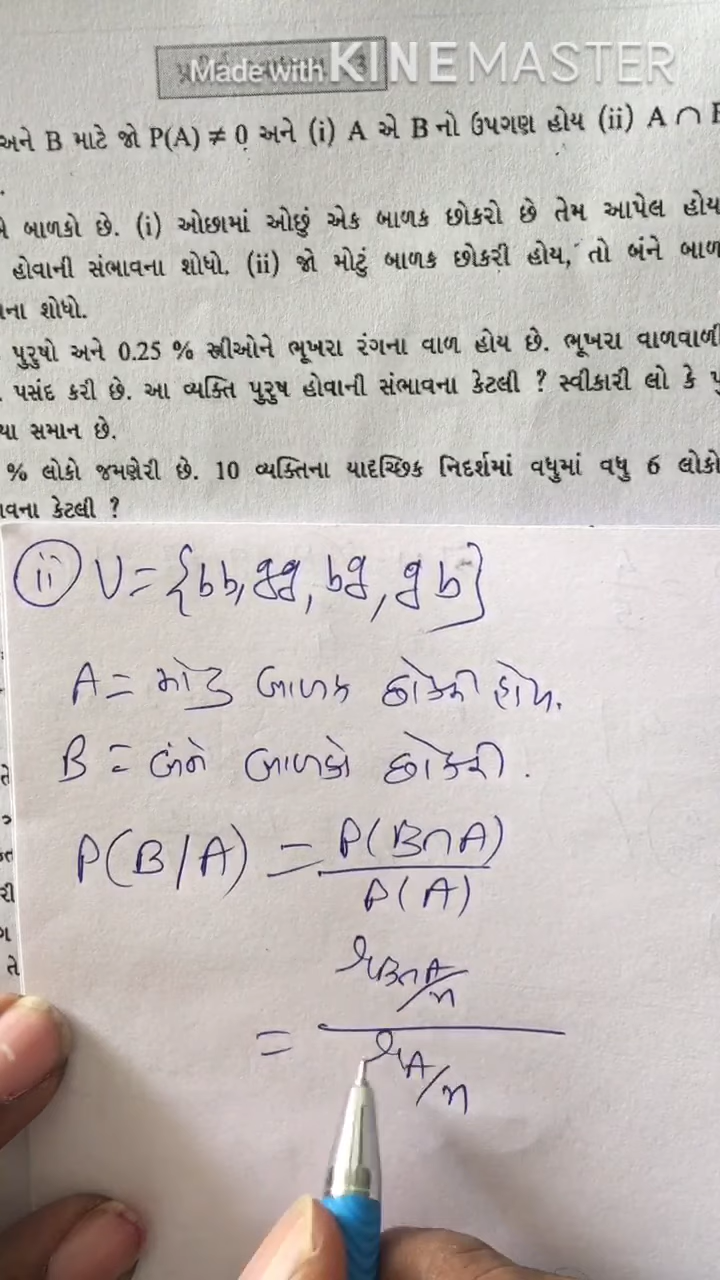 Made with KINEMASTER
અને B માટે જો P(A) ≠ 0 અને (i) A એ B નો ઉપગણ હોય (ii) A ∩
બાળકો છે. (i) ઓછામાં ઓછું એક બાળક છોકરો છે તેમ આપેલ હોય
હોવાની સંભાવના શોધો. (ii) જો મોટું બાળક છોકરી હોય, તો બંને બાળ
ના શોધો.
પુરુષો અને 0.25 % સ્ત્રીઓને ભૂખરા રંગના વાળ હોય છે. ભૂખરા વાળવાળી
પસંદ કરી છે. આ વ્યક્તિ પુરુષ હોવાની સંભાવના કેટલી ? સ્વીકારી લો કે
યા સમાન છે.
% લોકો જમણેરી છે. 10 વ્યક્તિના યાદચ્છિક નિદર્શમાં વધુમાં વધુ 6 લોકો
વના કેટલી ?
(ii) U = {bb, gg, bg, gb}
A = મોટુ બાળક છોકરી હોય.
B = બંને બાળકો છોકરી.
P(B/A) = P(B∩A)
P(A)
r B∩A/n
=
r A/n